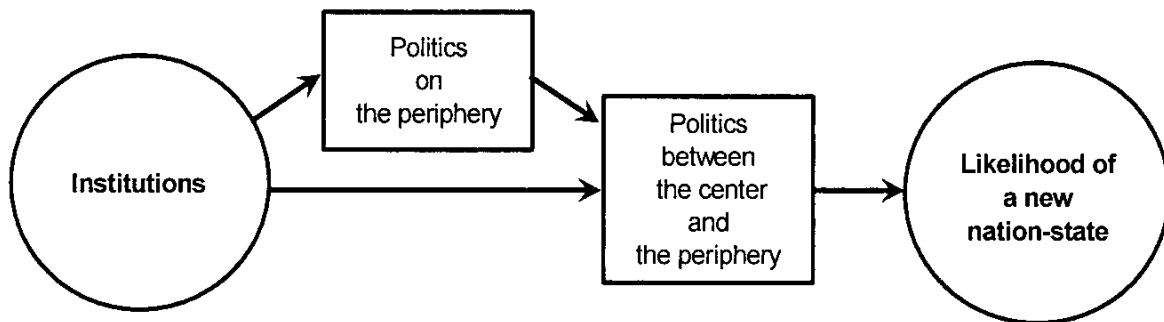 Institutions
Politics
on
the periphery
Politics
between
the center
and
the periphery
Likelihood of
a new
nation-state